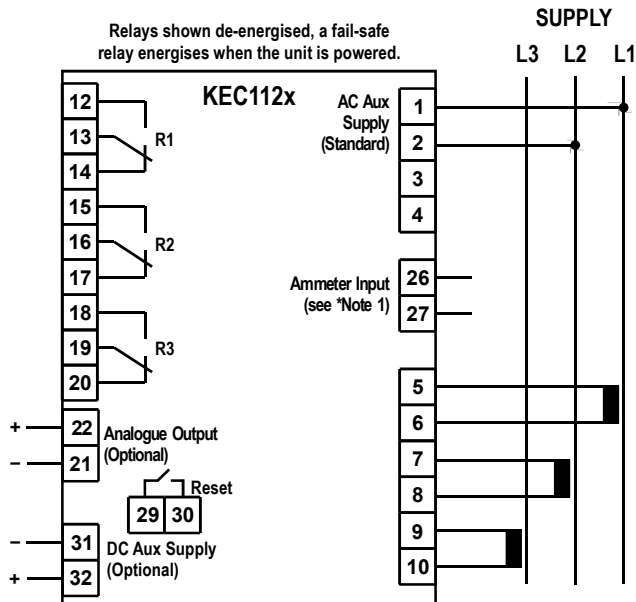 Relays shown de-energised, a fail-safe
relay energises when the unit is powered.
SUPPLY
L3 L2 L1
KEC112x
12
13
14
R1
15
16
17
R2
18
19
20
R3
+ 22
− 21
Analogue Output
(Optional)
Reset
29 30
− 31
+ 32
DC Aux Supply
(Optional)
AC Aux
Supply
(Standard)
1
2
3
4
Ammeter Input
(see *Note 1)
26
27
5
6
7
8
9
10